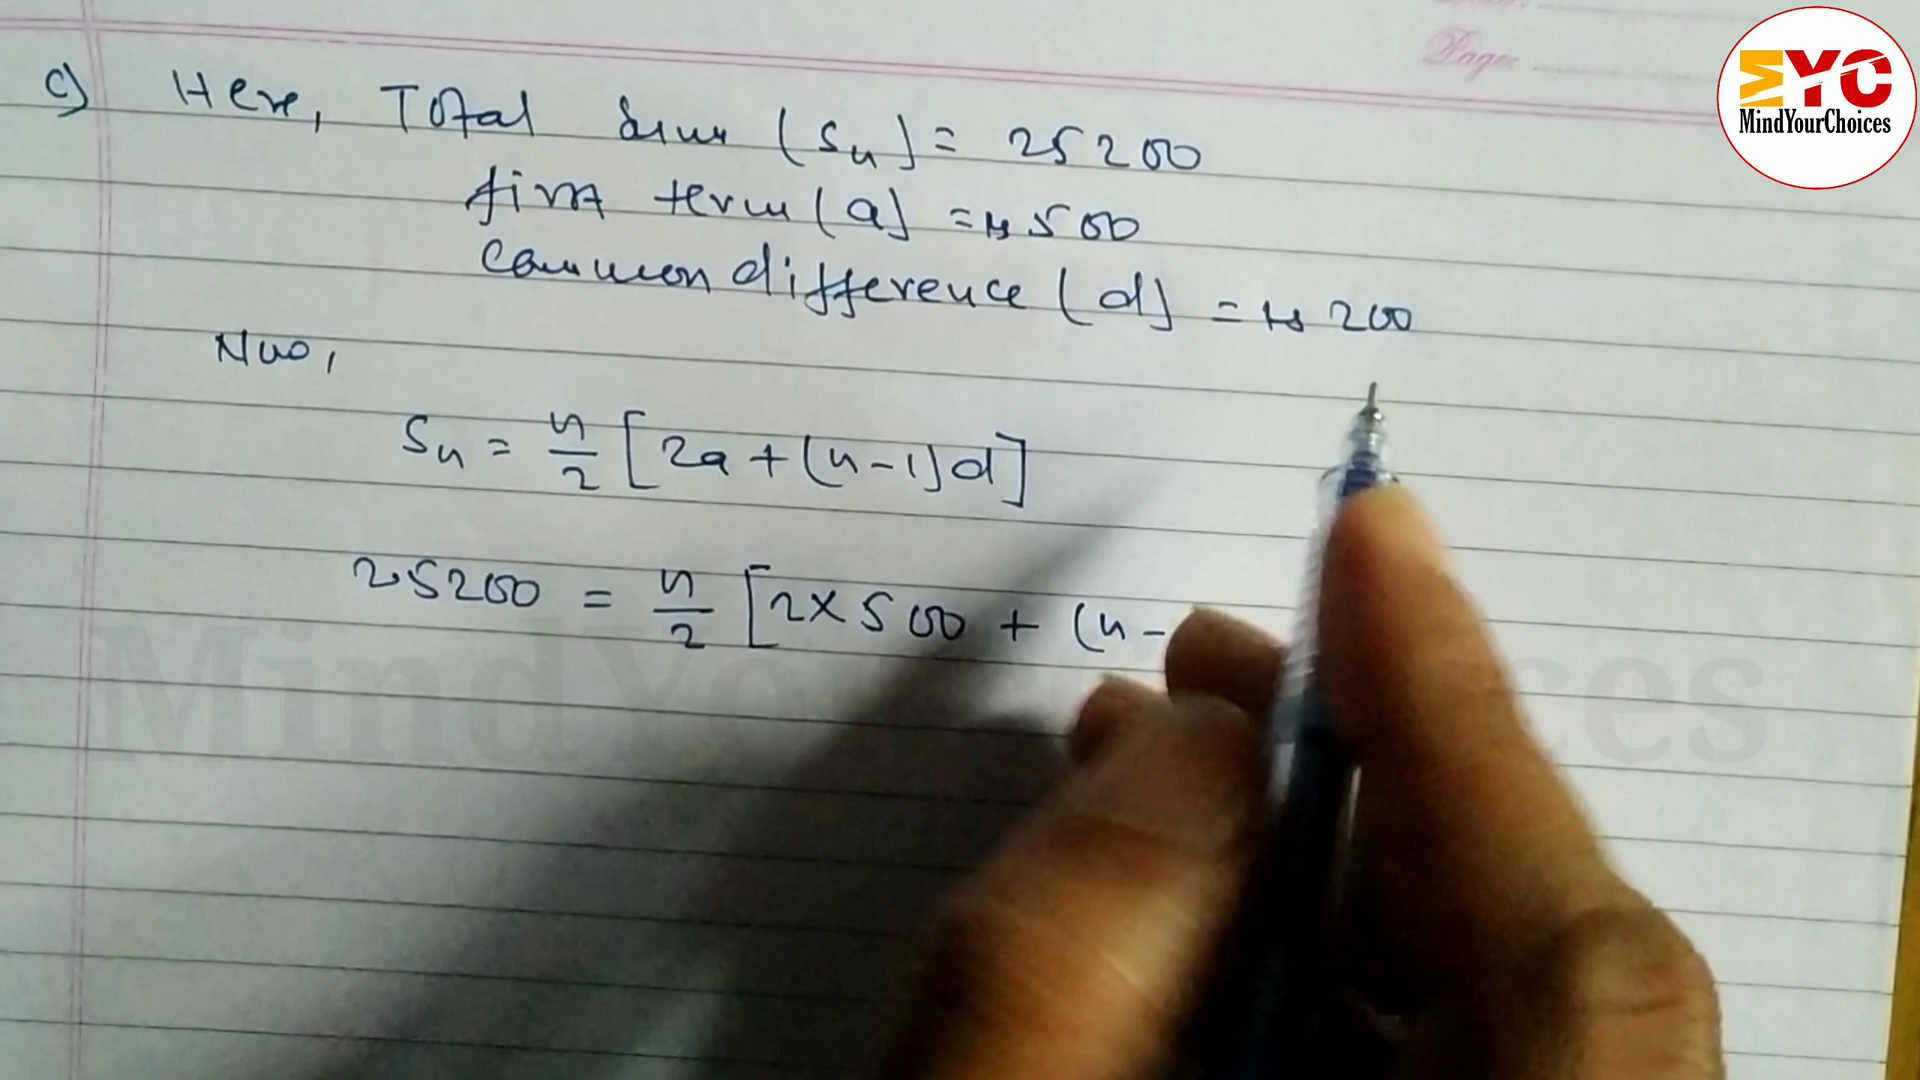 Page:
MYC
MindYourChoices
c) Here, Total sum (Sn) = 25200
first term (a) = Rs 500
common difference (d) = Rs 200
Now,
Sn = n/2 [2a + (n-1)d]
25200 = n/2 [2×500 + (n-
MindYourChoices